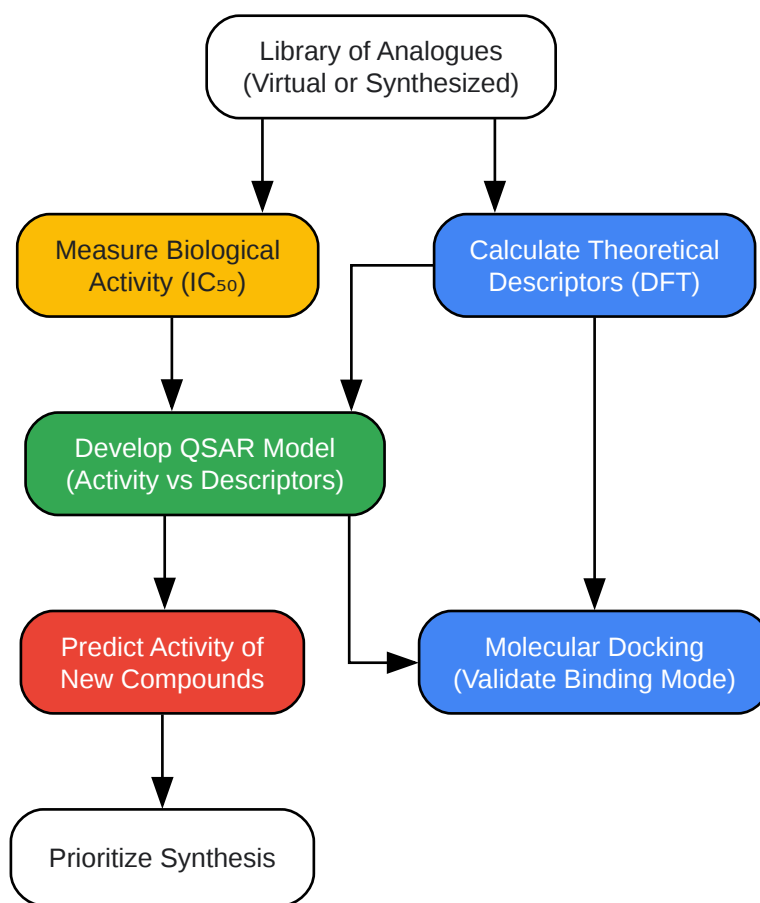 Library of Analogues
(Virtual or Synthesized)
Measure Biological
Activity (IC₅₀)
Calculate Theoretical
Descriptors (DFT)
Develop QSAR Model
(Activity vs Descriptors)
Predict Activity of
New Compounds
Molecular Docking
(Validate Binding Mode)
Prioritize Synthesis